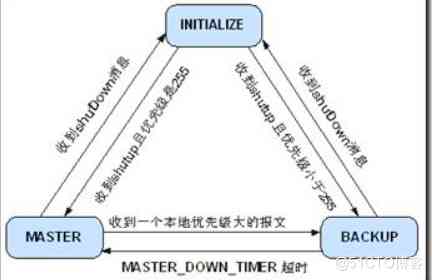 INITIALIZE
收到shuDown消息
收到shutup且优先级是255
收到shutup且优先级小于255
收到shuDown消息
收到一个本地优先级大的报文
MASTER
BACKUP
MASTER_DOWN_TIMER 超时
@51CTO博客